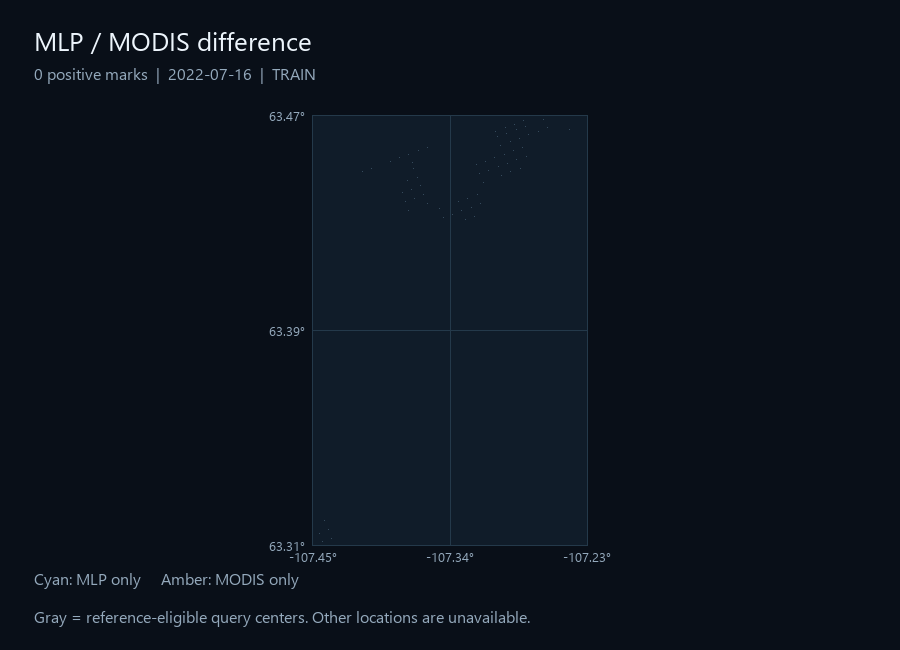 MLP / MODIS difference
0 positive marks | 2022-07-16 | TRAIN
63.47°
63.39°
63.31°
-107.45° -107.34° -107.23°
Cyan: MLP only Amber: MODIS only
Gray = reference-eligible query centers. Other locations are unavailable.